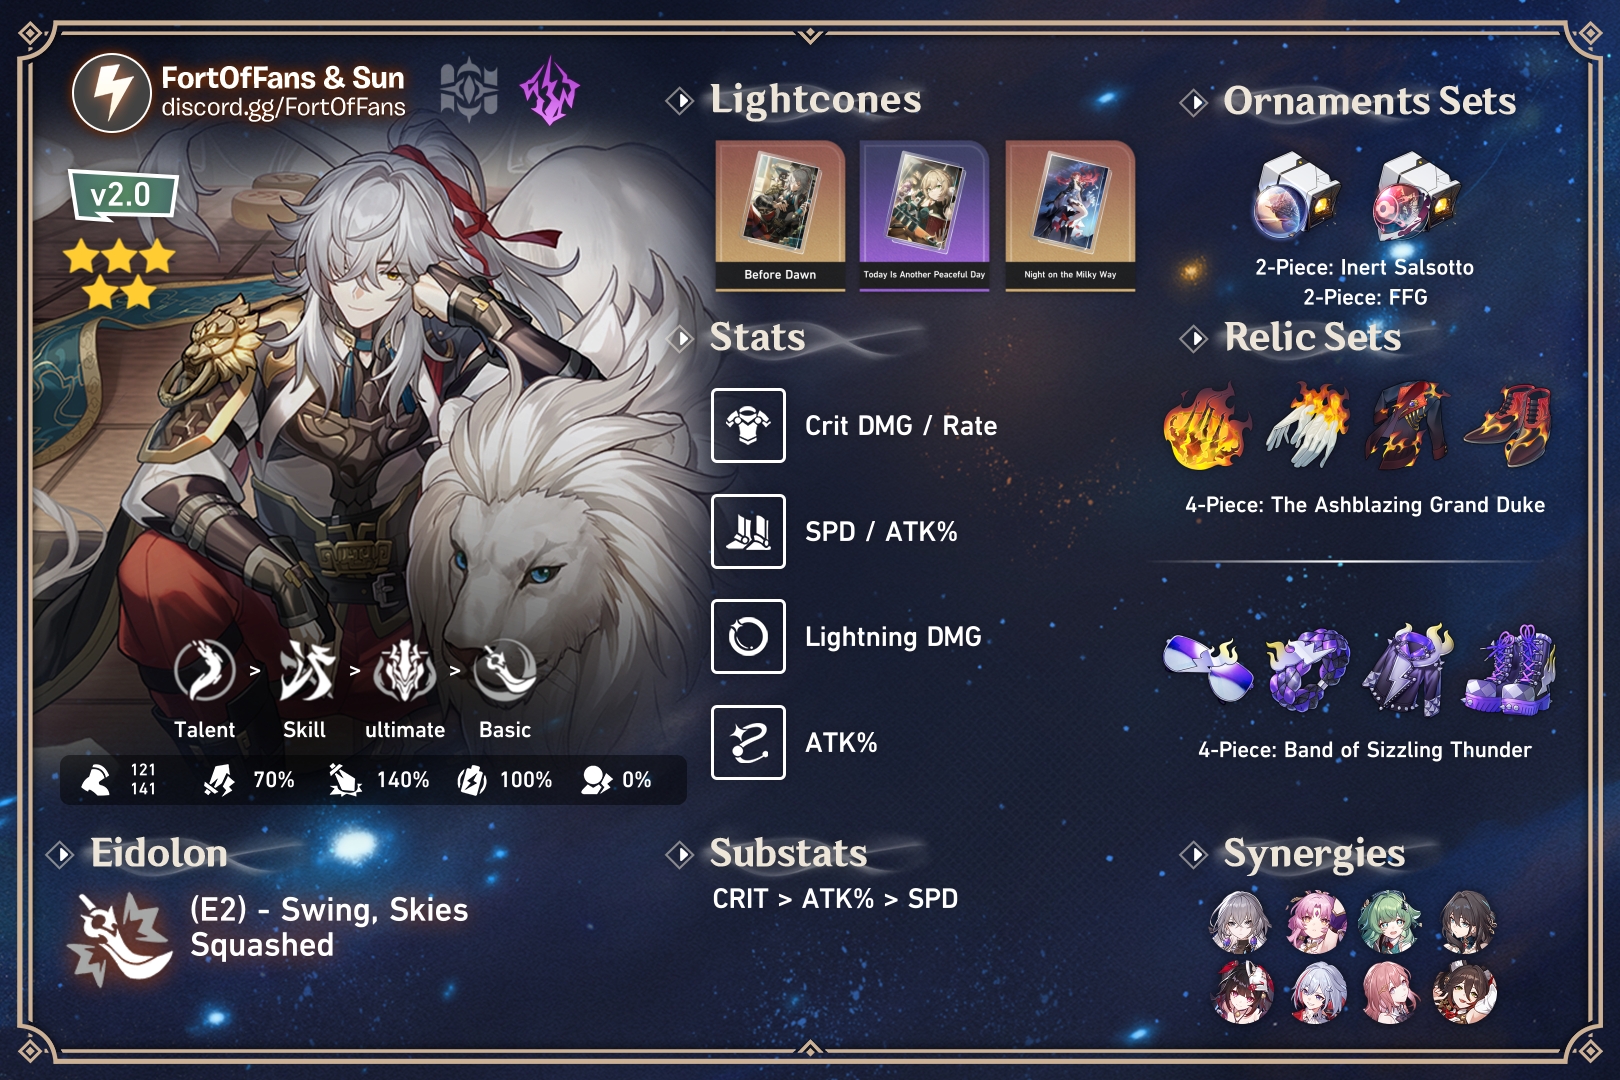 FortOfFans & Sun
discord.gg/FortOfFans
v2.0
Talent > Skill > ultimate > Basic
121
141
70%
140%
100%
0%
Eidolon
(E2) - Swing, Skies
Squashed
Lightcones
Before Dawn
Today Is Another Peaceful Day
Night on the Milky Way
Stats
Crit DMG / Rate
SPD / ATK%
Lightning DMG
ATK%
Substats
CRIT > ATK% > SPD
Ornaments Sets
2-Piece: Inert Salsotto
2-Piece: FFG
Relic Sets
4-Piece: The Ashblazing Grand Duke
4-Piece: Band of Sizzling Thunder
Synergies